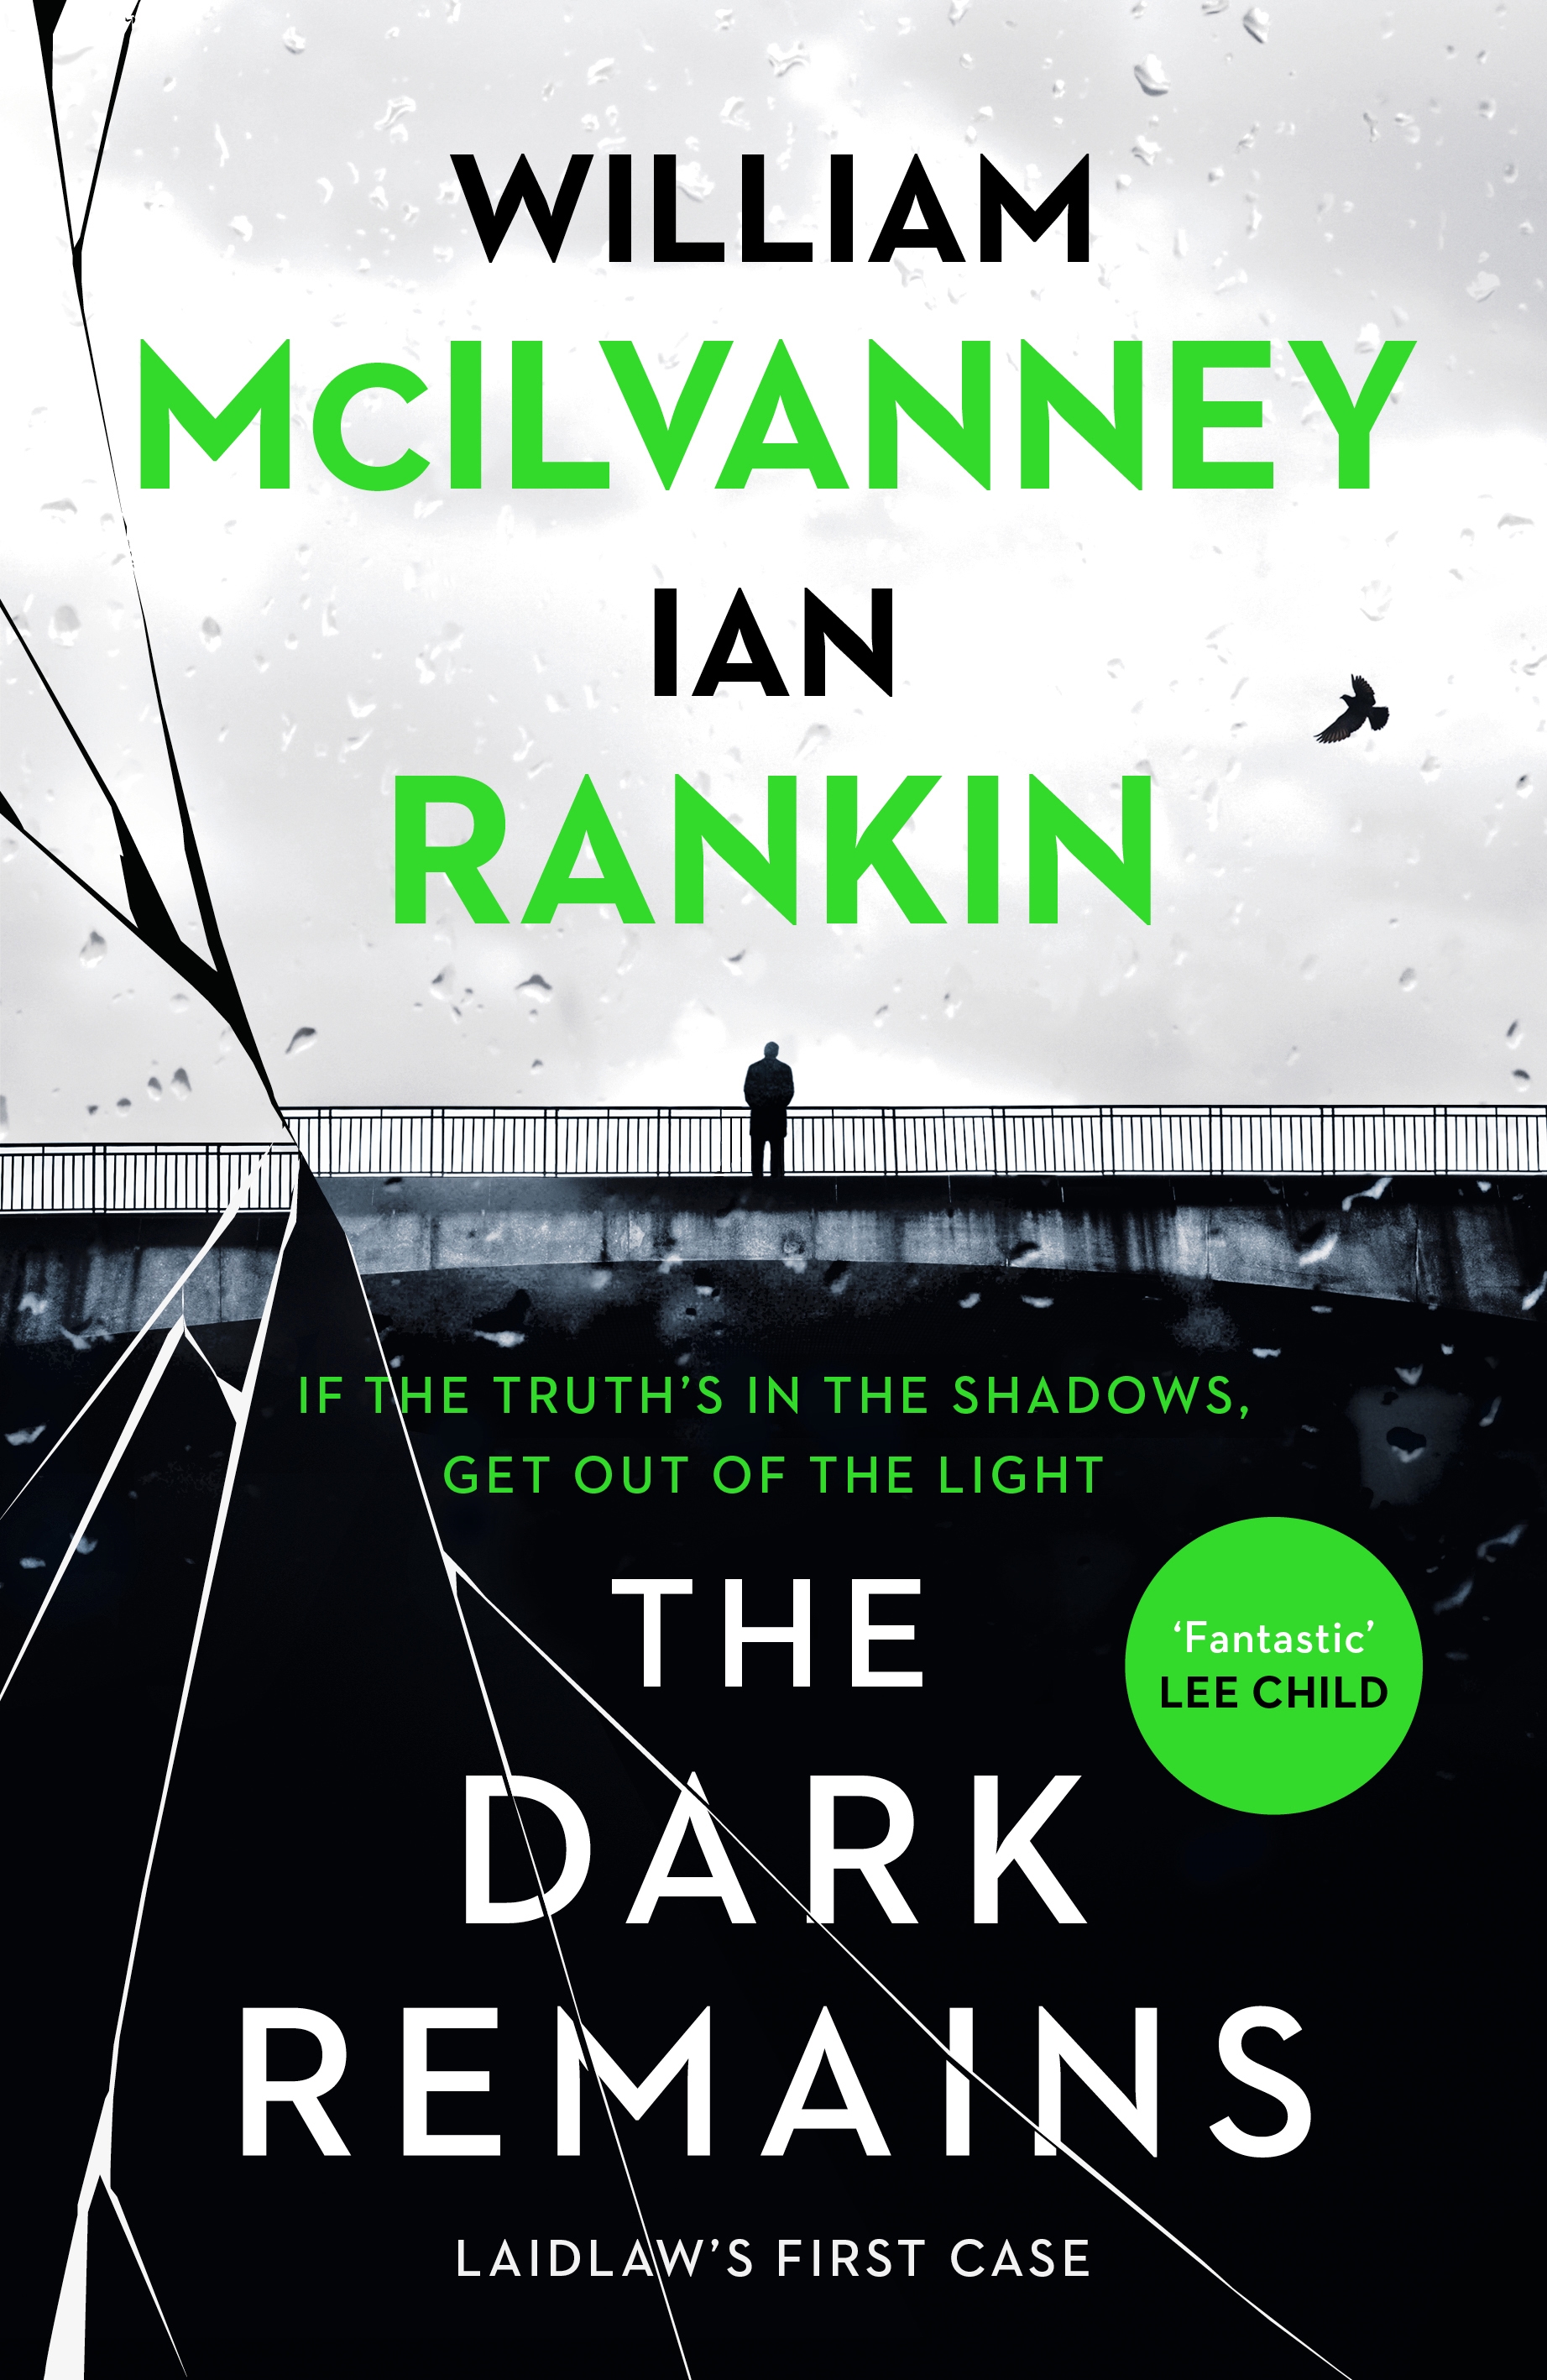 WILLIAM
McILVANNEY
IAN
RANKIN
IF THE TRUTH’S IN THE SHADOWS,
GET OUT OF THE LIGHT
THE
‘Fantastic’
LEE CHILD
DARK
REMAINS
LAIDLAW’S FIRST CASE